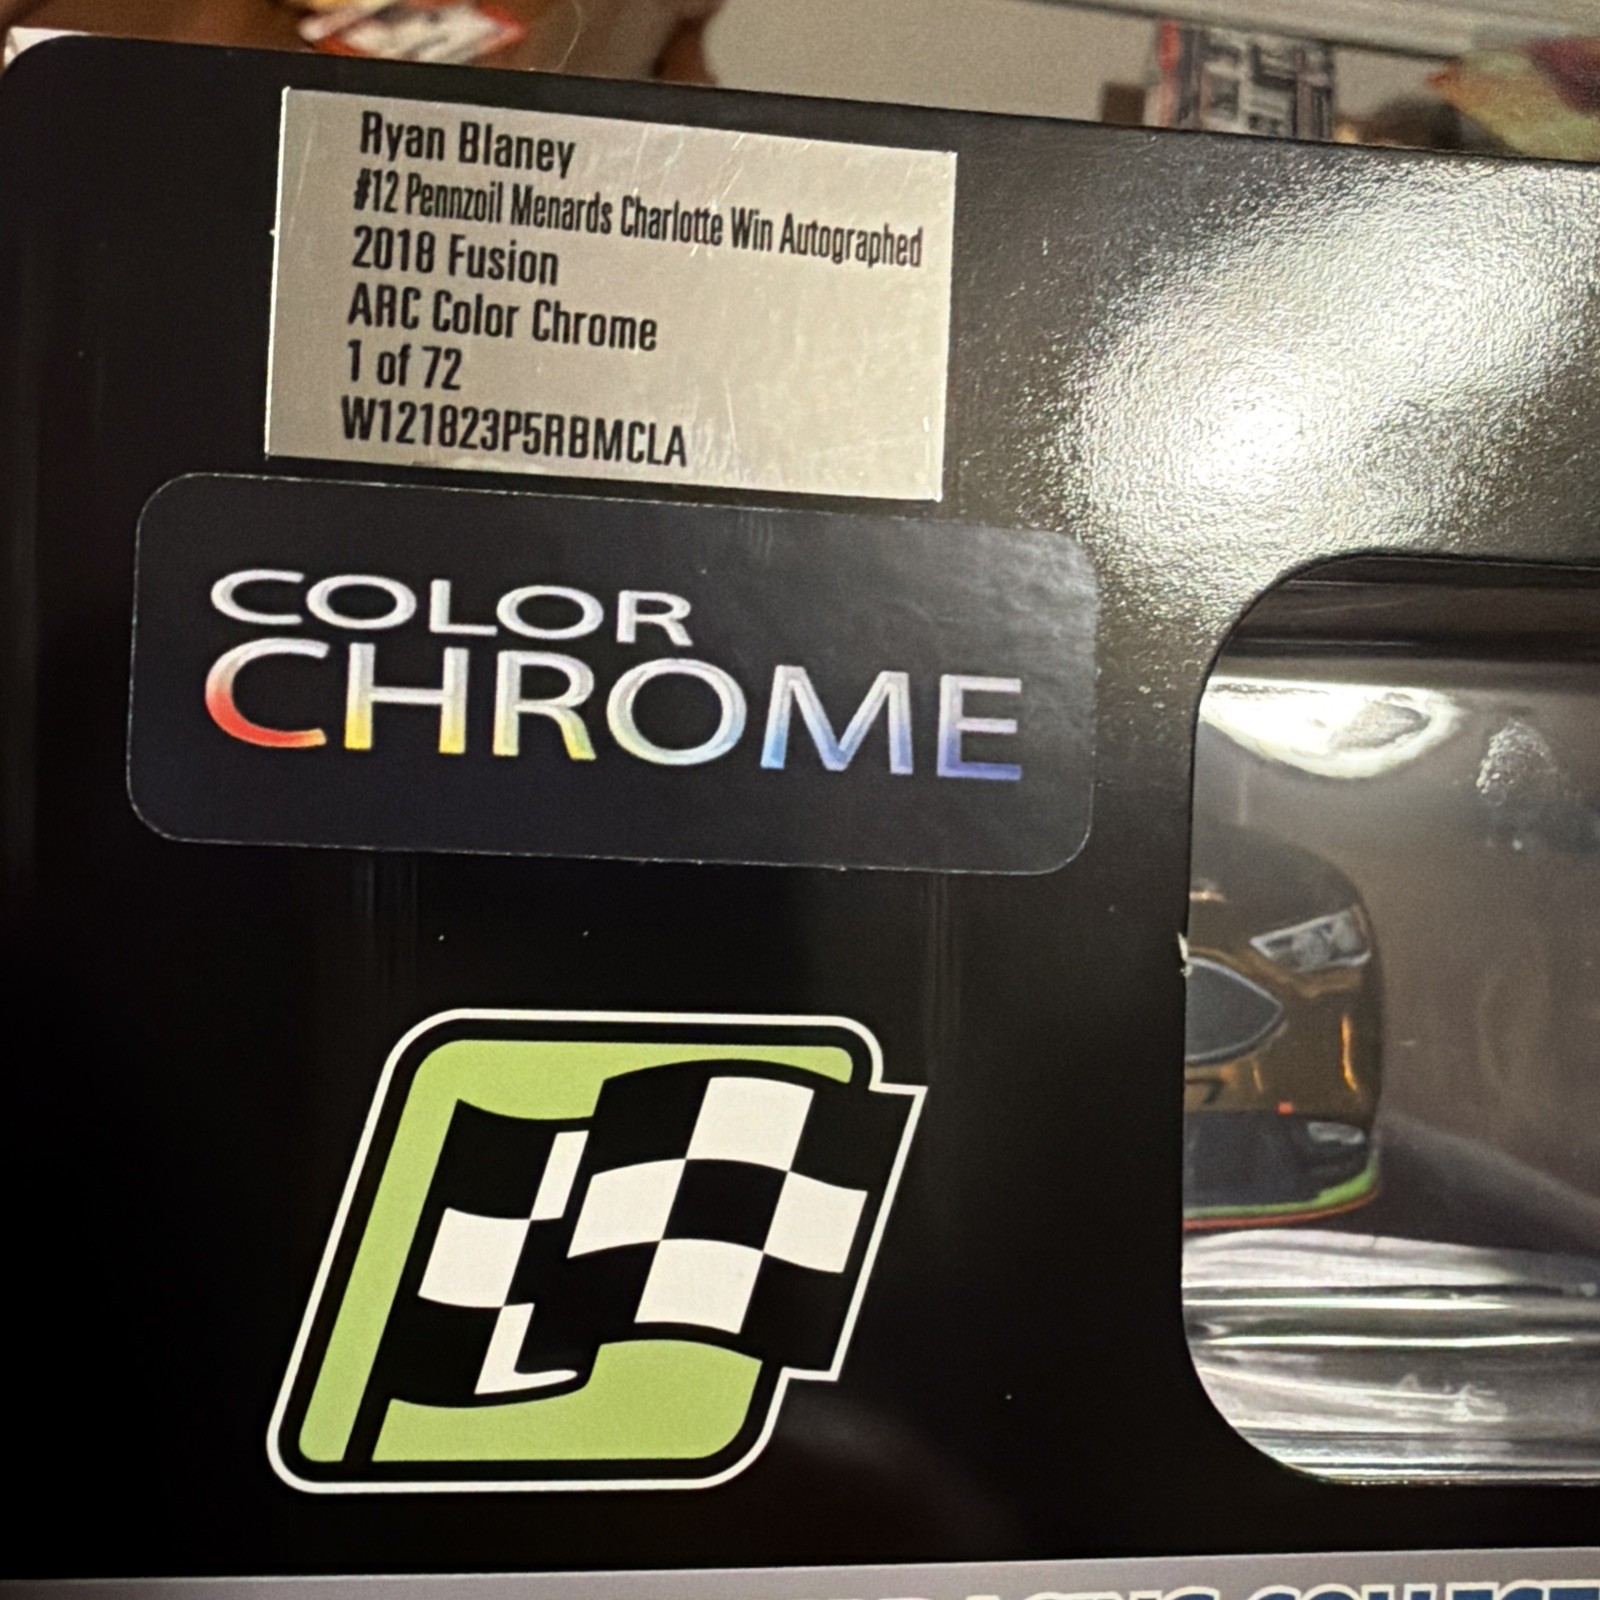 Ryan Blaney
#12 Pennzoil Menards Charlotte Win Autographed
2018 Fusion
ARC Color Chrome
1 of 72
W121823P5RBMCLA
COLOR
CHROME